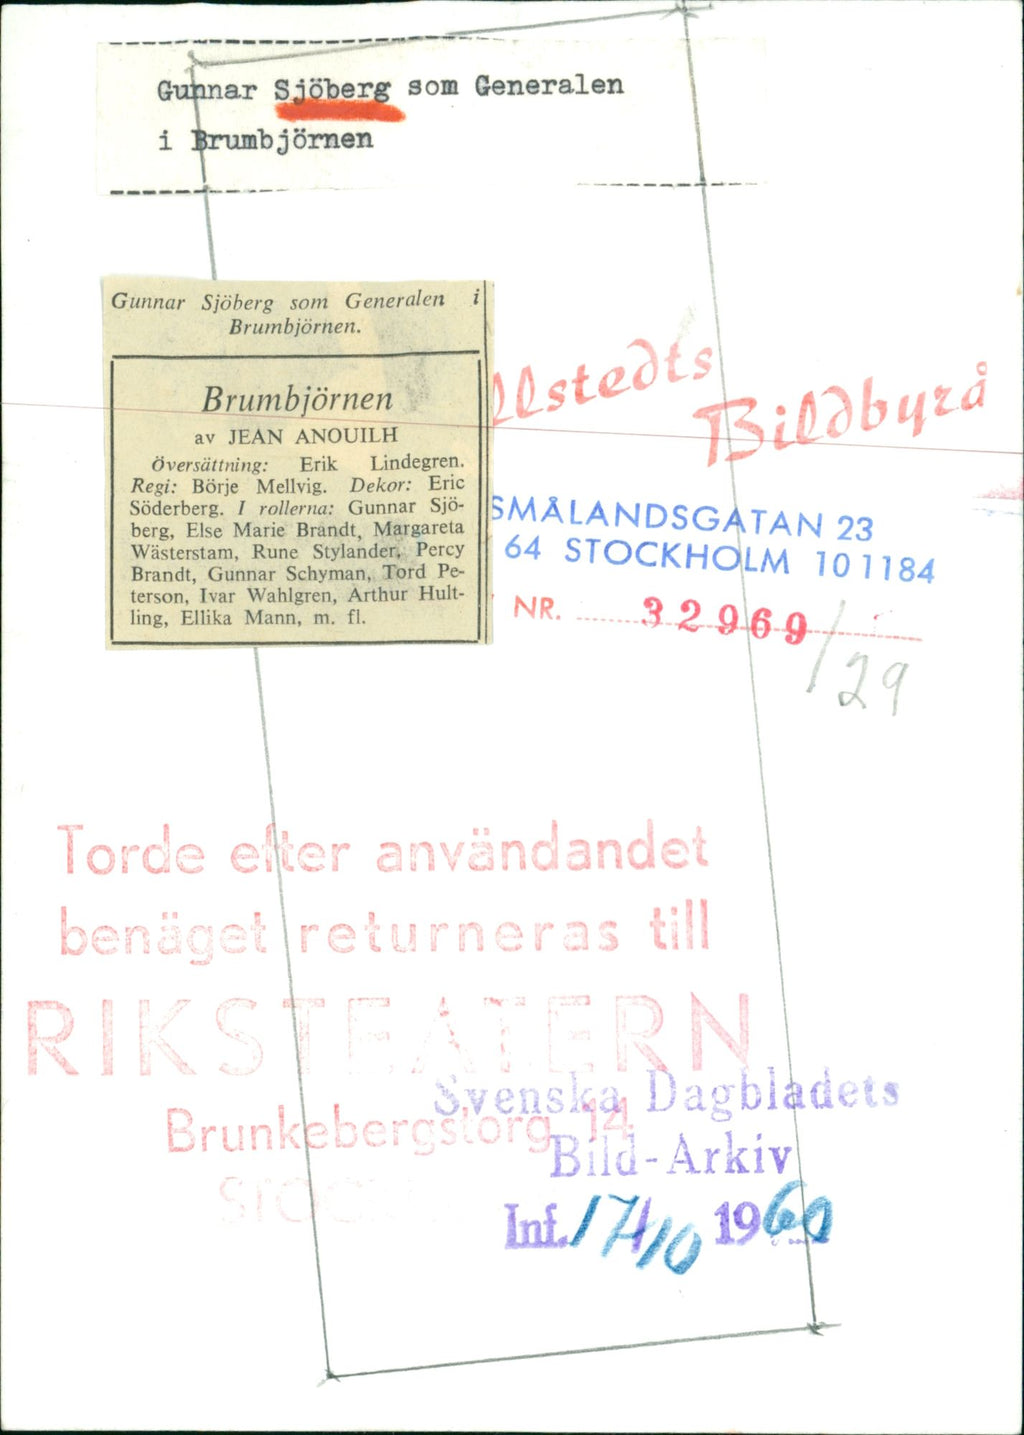 Gunnar Sjöberg som Generalen
i Brumbjörnen
Gunnar Sjöberg som Generalen i
Brumbjörnen.
Brumbjörnen
av JEAN ANOUILH
Översättning: Erik Lindegren.
Regi: Börje Mellvig. Dekor: Eric
Söderberg. I rollerna: Gunnar Sjö-
berg, Else Marie Brandt, Margareta
Wästerstam, Rune Stylander, Percy
Brandt, Gunnar Schyman, Tord Pe-
terson, Ivar Wahlgren, Arthur Hult-
ling, Ellika Mann, m. fl.
llstedts
Bildbyrå
SMÅLANDSGATAN 23
64 STOCKHOLM 101184
NR. 32969/29
Torde efter användandet
benäget returneras till
RIKSTEATERN
Brunkebergstorg 14
STOC
Svenska Dagbladets
Bild-Arkiv
Inf. 17/10 1960